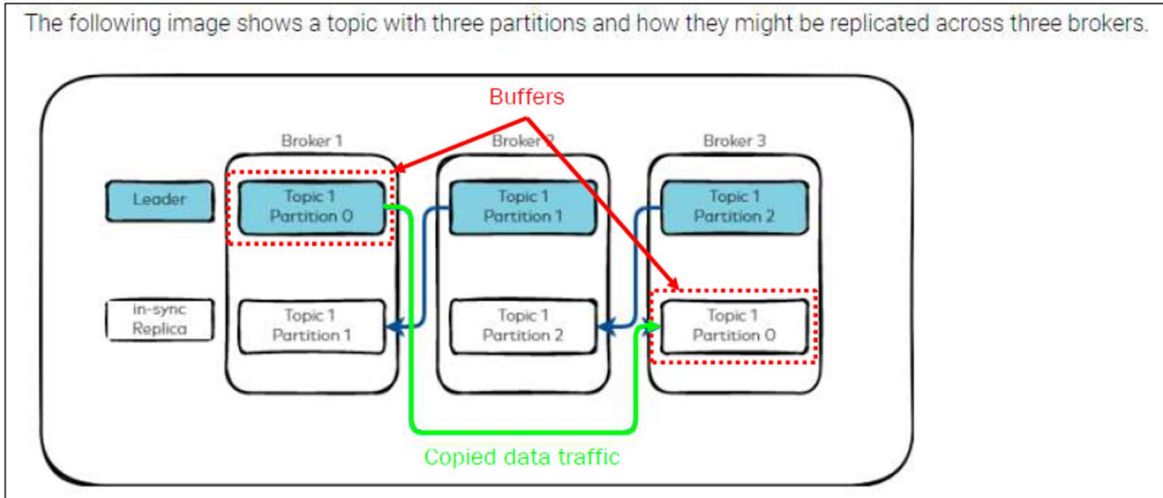 The following image shows a topic with three partitions and how they might be replicated across three brokers.
Buffers
Broker 1
Broker 2
Broker 3
Leader
Topic 1
Partition 0
Topic 1
Partition 1
Topic 1
Partition 2
in-sync
Replica
Topic 1
Partition 1
Topic 1
Partition 2
Topic 1
Partition 0
Copied data traffic